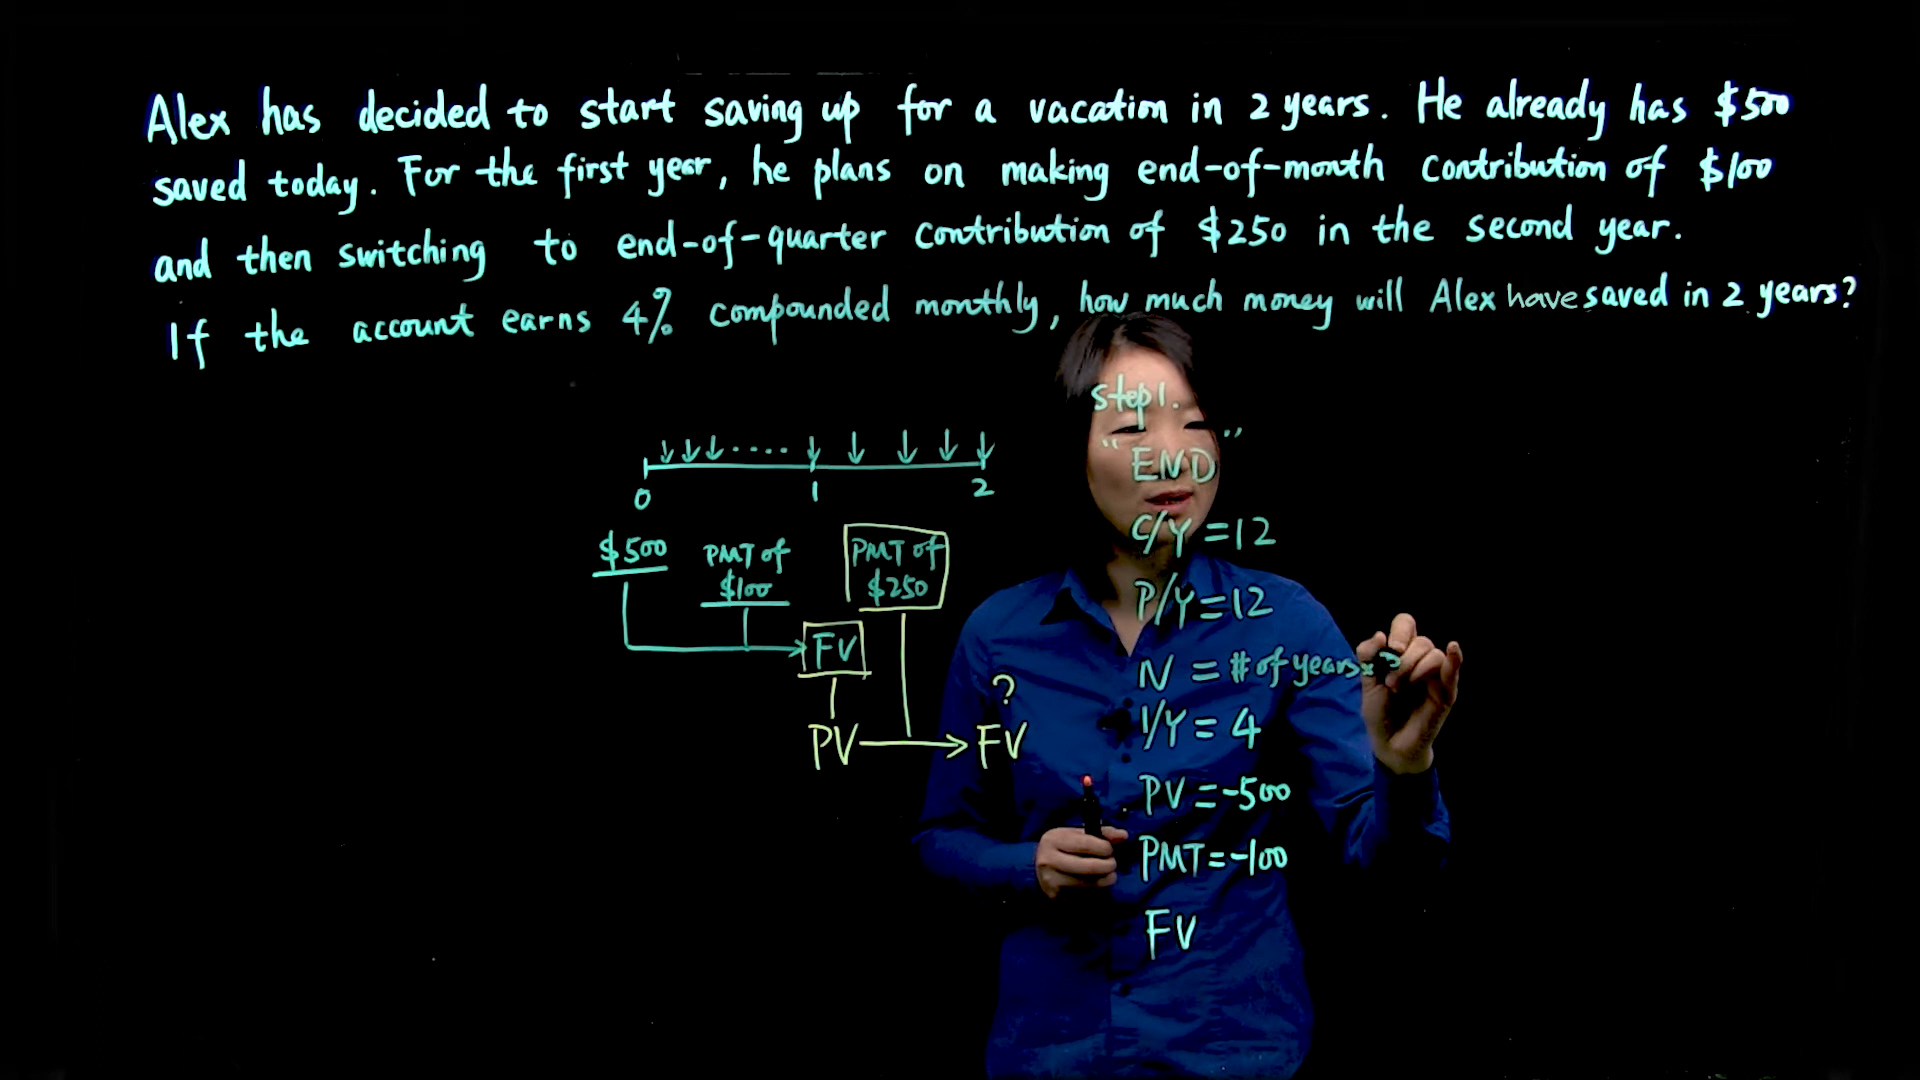 Alex has decided to start saving up for a vacation in 2 years. He already has $500
saved today. For the first year, he plans on making end-of-month contribution of $100
and then switching to end-of-quarter contribution of $250 in the second year.
If the account earns 4% compounded monthly, how much money will Alex have saved in 2 years?
0 1 2
$500
PMT of
$100
PMT of
$250
FV
?
PV FV
Step 1.
"END"
C/Y = 12
P/Y = 12
N = # of years ×
I/Y = 4
PV = -500
PMT = -100
FV